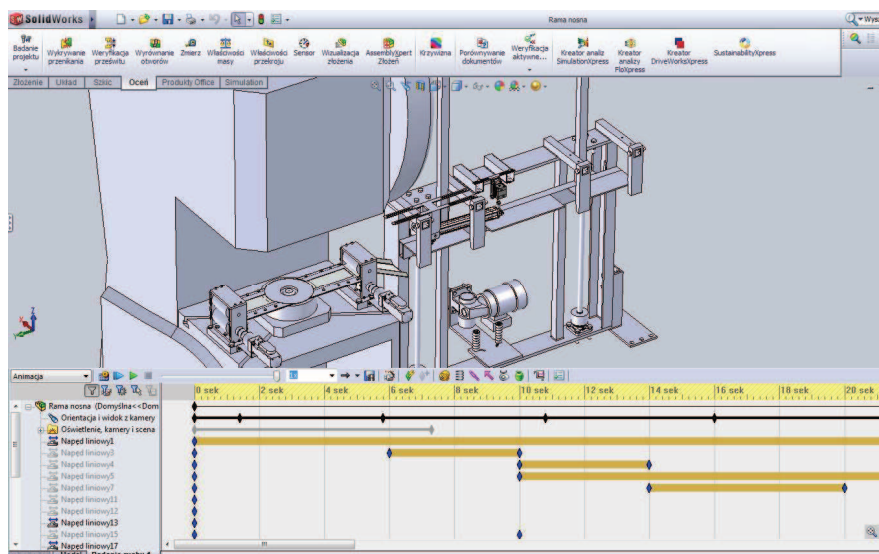 SolidWorks Rama nosna Wysz
Badanie projektu
Wykrywanie przenikania
Weryfikacja prześwitu
Wyrównanie otworów
Zmierz
Właściwości masy
Właściwości przekroju
Sensor
Wizualizacja złożenia
AssemblyXpert Złożeń
Krzywizna
Porównywanie dokumentów
Weryfikacja aktywne...
Kreator analiz SimulationXpress
Kreator analizy FloXpress
Kreator DriveWorksXpress
SustainabilityXpress
Złożenie Układ Szkic Oceń Produkty Office Simulation
Animacja
0 sek 2 sek 4 sek 6 sek 8 sek 10 sek 12 sek 14 sek 16 sek 18 sek 20 sek
Rama nosna (Domyślna<<Dom
Orientacja i widok z kamery
Oświetlenie, kamery i scena
Napęd liniowy1
Napęd liniowy3
Napęd liniowy4
Napęd liniowy5
Napęd liniowy7
Napęd liniowy11
Napęd liniowy12
Napęd liniowy13
Napęd liniowy15
Napęd liniowy17